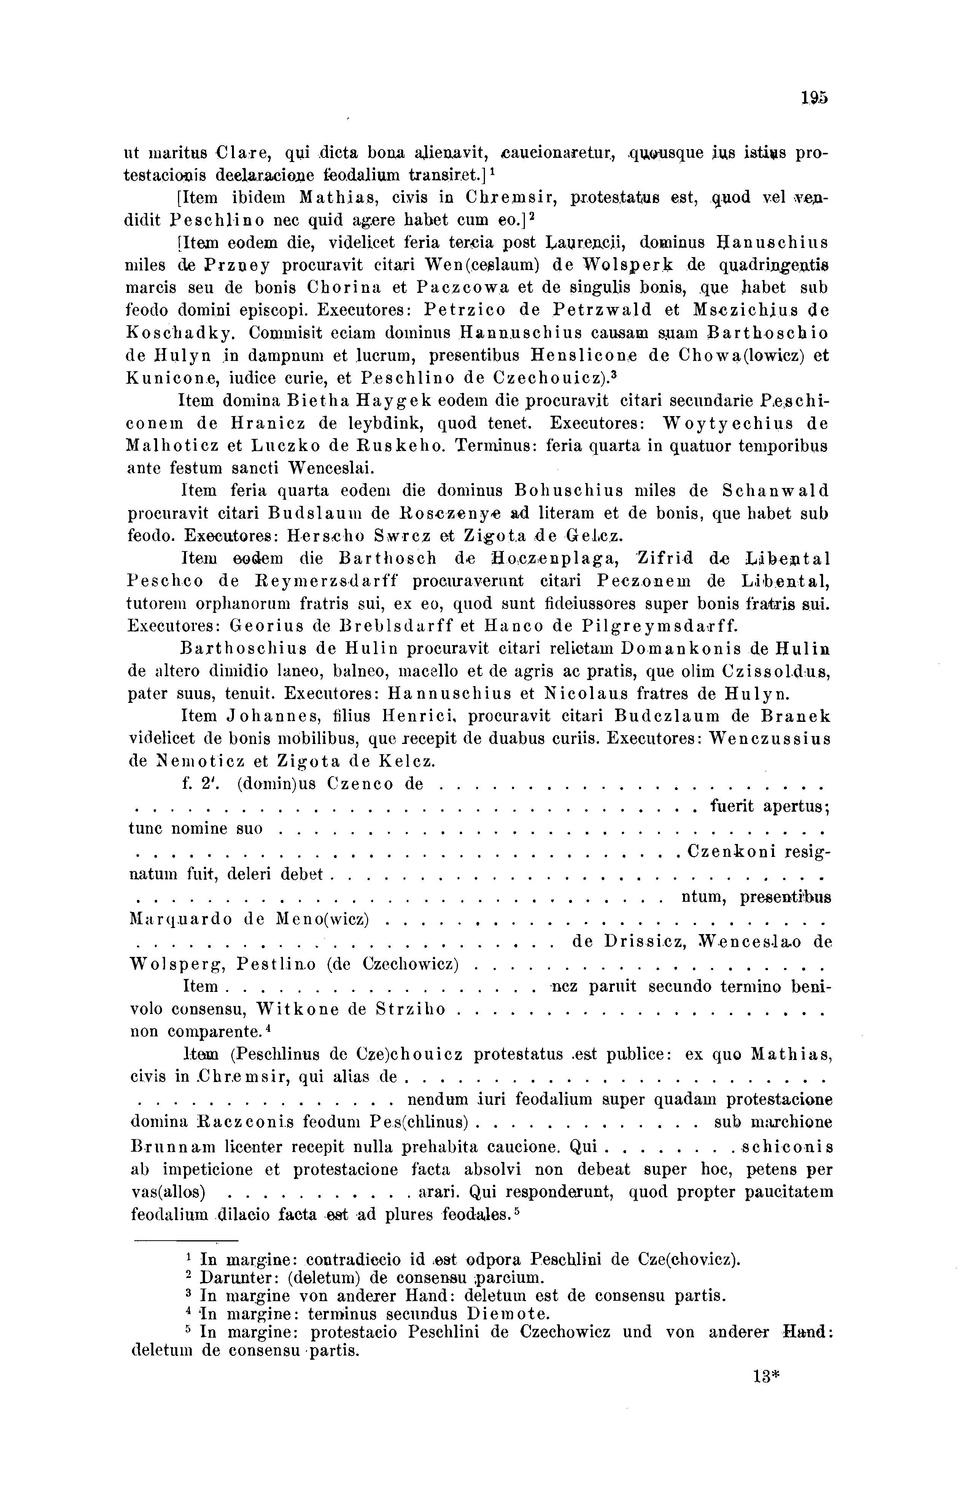 195
ut maritus Clare, qui dicta bona alienavit, caucionaretur, quousque ius istius pro-
testacionis declaracione feodalium transiret.] ¹
[Item ibidem Mathias, civis in Chremsir, protestatus est, quod vel ven-
didit Peschlino nec quid agere habet cum eo.] ²
[Item eodem die, videlicet feria tercia post Laurencii, dominus Hanuschius
miles de Przney procuravit citari Wen(ceslaum) de Wolsperk de quadringentis
marcis seu de bonis Chorina et Paczcowa et de singulis bonis, que habet sub
feodo domini episcopi. Executores: Petrzico de Petrzwald et Msczichius de
Koschadky. Commisit eciam dominus Hannuschius causam suam Barthoschio
de Hulyn in dampnum et lucrum, presentibus Henslicone de Chowa(lowicz) et
Kunicone, iudice curie, et Peschlino de Czechouicz). ³
Item domina Bietha Haygek eodem die procuravit citari secundarie Peschi-
conem de Hranicz de leybdink, quod tenet. Executores: Woytyechius de
Malhoticz et Luczko de Ruskeho. Terminus: feria quarta in quatuor temporibus
ante festum sancti Wenceslai.
Item feria quarta eodem die dominus Bohuschius miles de Schanwald
procuravit citari Budslaum de Rosczenye ad literam et de bonis, que habet sub
feodo. Executores: Herscho Swrcz et Zigota de Gelcz.
Item eodem die Barthosch de Hoczenplaga, Zifrid de Libental
Peschco de Reymerzsdarff procuraverunt citari Peczonem de Libental,
tutorem orphanorum fratris sui, ex eo, quod sunt fideiussores super bonis fratris sui.
Executores: Georius de Breblsdarff et Hanco de Pilgreymsdarff.
Barthoschius de Hulin procuravit citari relictam Domankonis de Hulin
de altero dimidio laneo, balneo, macello et de agris ac pratis, que olim Czissoldus,
pater suus, tenuit. Executores: Hannuschius et Nicolaus fratres de Hulyn.
Item Johannes, filius Henrici, procuravit citari Budczlaum de Branek
videlicet de bonis mobilibus, que recepit de duabus curiis. Executores: Wenczussius
de Nemoticz et Zigota de Kelcz.
f. 2'. (domin)us Czenco de . . . . . . . . . . . . . . . . . . . . . .
. . . . . . . . . . . . . . . . . . . . . . . . . . . . . . . . fuerit apertus;
tunc nomine suo . . . . . . . . . . . . . . . . . . . . . . . . . . . . . . .
. . . . . . . . . . . . . . . . . . . . . . . . . . . . . . . Czenkoni resig-
natum fuit, deleri debet . . . . . . . . . . . . . . . . . . . . . . . . . . . .
. . . . . . . . . . . . . . . . . . . . . . . . . . . . . . ntum, presentibus
Marquardo de Meno(wicz) . . . . . . . . . . . . . . . . . . . . . . . . .
. . . . . . . . . . . . . . . . . . . . . . . . de Drissicz, Wenceslao de
Wolsperg, Pestlino (de Czechowicz) . . . . . . . . . . . . . . . . . . . .
Item . . . . . . . . . . . . . . . . . . ncz paruit secundo termino beni-
volo consensu, Witkone de Strziho . . . . . . . . . . . . . . . . . . . . .
non comparente. ⁴
Item (Peschlinus de Cze)chouicz protestatus est publice: ex quo Mathias,
civis in Chremsir, qui alias de . . . . . . . . . . . . . . . . . . . . . . . .
. . . . . . . . . . . . . . . nendum iuri feodalium super quadam protestacione
domina Raczconis feodum Pes(chlinus) . . . . . . . . . . . . . sub marchione
Brunnam licenter recepit nulla prehabita caucione. Qui . . . . . . . . schiconis
ab impeticione et protestacione facta absolvi non debeat super hoc, petens per
vas(allos) . . . . . . . . . . . arari. Qui responderunt, quod propter paucitatem
feodalium dilacio facta est ad plures feodales. ⁵
¹ In margine: contradiccio id est odpora Peschlini de Cze(chovicz).
² Darunter: (deletum) de consensu parcium.
³ In margine von anderer Hand: deletum est de consensu partis.
⁴ In margine: terminus secundus Diemote.
⁵ In margine: protestacio Peschlini de Czechowicz und von anderer Hand:
deletum de consensu partis.
13*